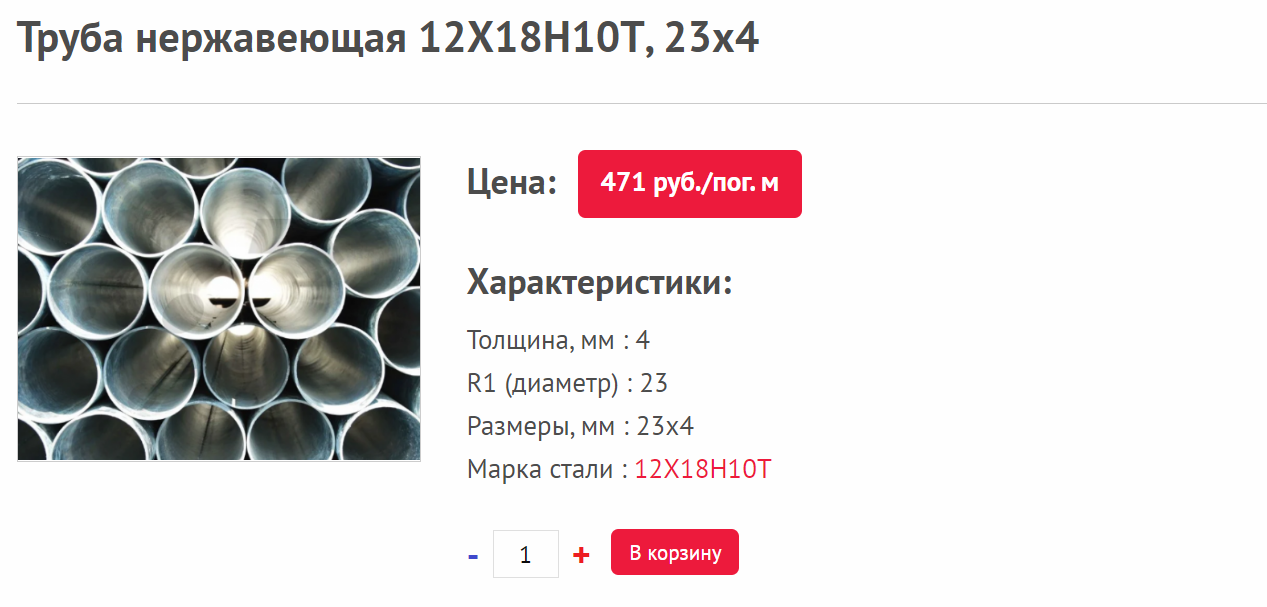 Труба нержавеющая 12Х18Н10Т, 23х4
Цена: 471 руб./пог. м
Характеристики:
Толщина, мм : 4
R1 (диаметр) : 23
Размеры, мм : 23х4
Марка стали : 12Х18Н10Т
- 1 + В корзину